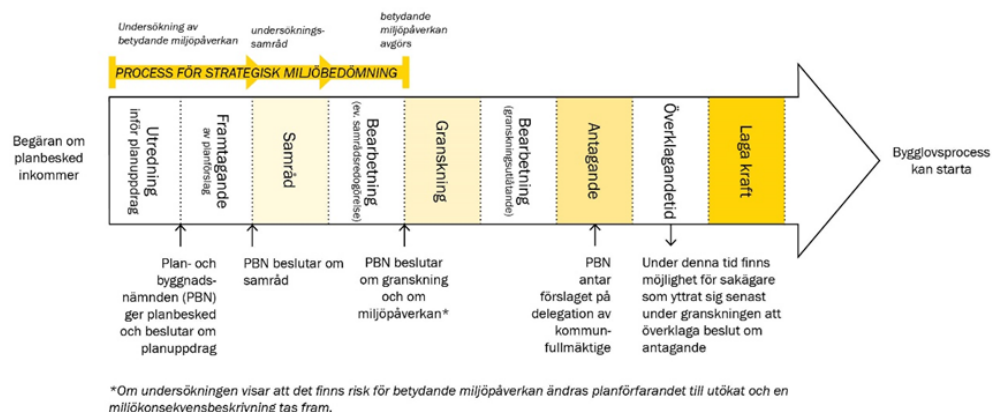 Undersökning av
betydande miljöpåverkan
undersöknings-
samråd
betydande
miljöpåverkan
avgörs
PROCESS FÖR STRATEGISK MILJÖBEDÖMNING
Begäran om
planbesked
inkommer
Utredning
inför planuppdrag
Framtagande
av planförslag
Samråd
Bearbetning
(ev. samrådsredogörelse)
Granskning
Bearbetning
(granskningsutlåtande)
Antagande
Överklagandetid
Laga kraft
Bygglovsprocess
kan starta
Plan- och
byggnads-
nämnden (PBN)
ger planbesked
och beslutar om
planuppdrag
PBN beslutar om
samråd
PBN beslutar
om granskning
och om
miljöpåverkan*
PBN
antar
förslaget på
delegation av
kommun-
fullmäktige
Under denna tid finns
möjlighet för sakägare
som yttrat sig senast
under granskningen att
överklaga beslut om
antagande
*Om undersökningen visar att det finns risk för betydande miljöpåverkan ändras planförfarandet till utökat och en
miljökonsekvensbeskrivning tas fram.